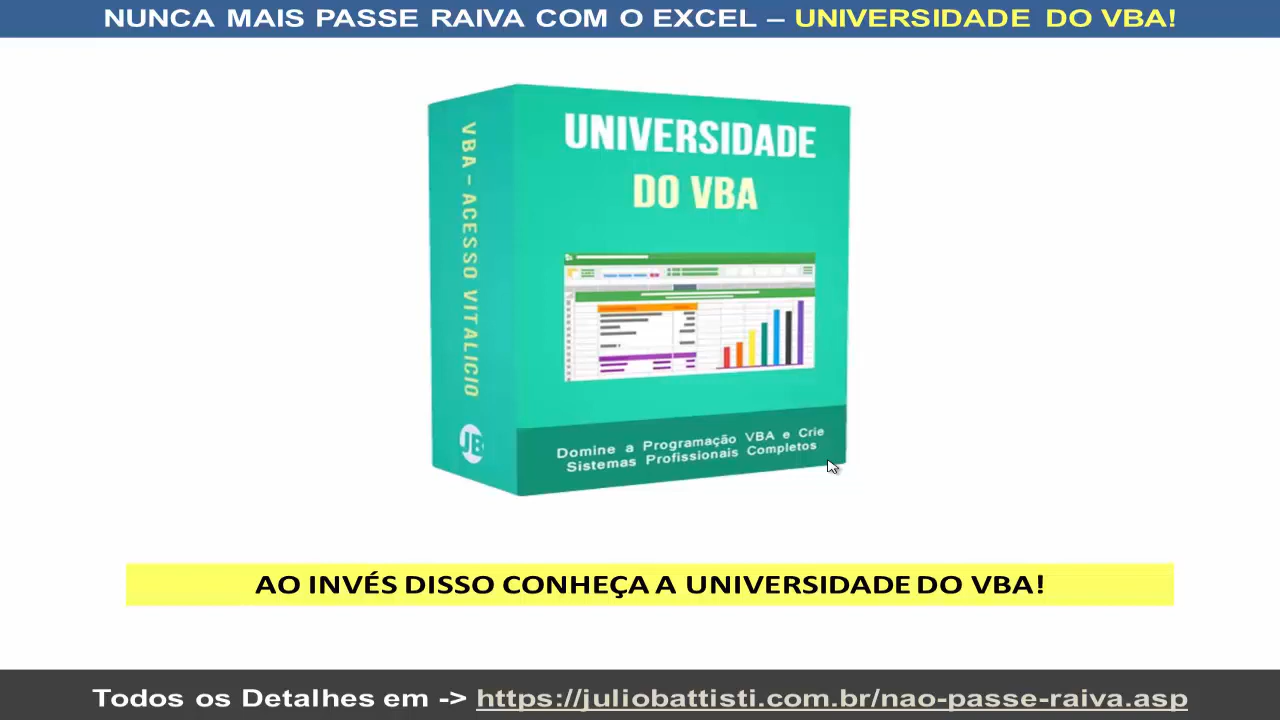 NUNCA MAIS PASSE RAIVA COM O EXCEL – UNIVERSIDADE DO VBA!
UNIVERSIDADE
DO VBA
VBA – ACESSO VITALICIO
JB
Domine a Programação VBA e Crie
Sistemas Profissionais Completos
AO INVÉS DISSO CONHEÇA A UNIVERSIDADE DO VBA!
Todos os Detalhes em -> https://juliobattisti.com.br/nao-passe-raiva.asp